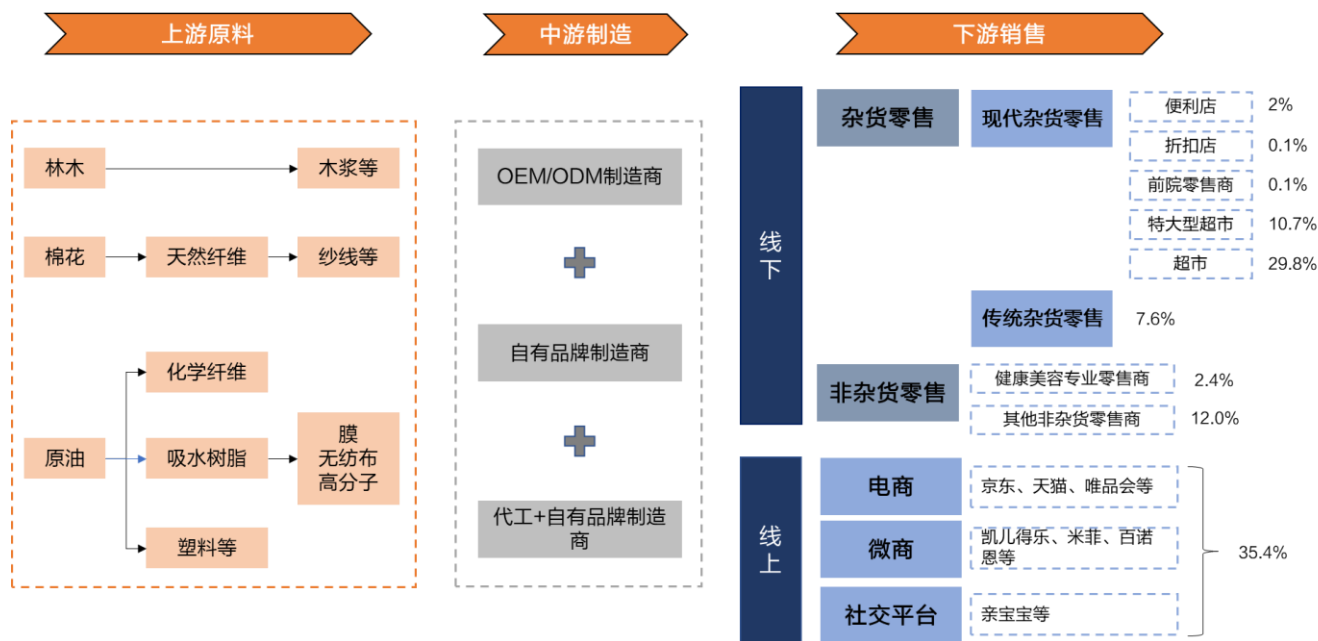 上游原料
中游制造
下游销售
林木
木浆等
棉花
天然纤维
纱线等
原油
化学纤维
吸水树脂
膜
无纺布
高分子
塑料等
OEM/ODM制造商
自有品牌制造商
代工+自有品牌制造
商
线
下
杂货零售
现代杂货零售
便利店 2%
折扣店 0.1%
前院零售商 0.1%
特大型超市 10.7%
超市 29.8%
传统杂货零售 7.6%
非杂货零售
健康美容专业零售商 2.4%
其他非杂货零售商 12.0%
线
上
电商
京东、天猫、唯品会等
微商
凯儿得乐、米菲、百诺
恩等
社交平台
亲宝宝等
35.4%